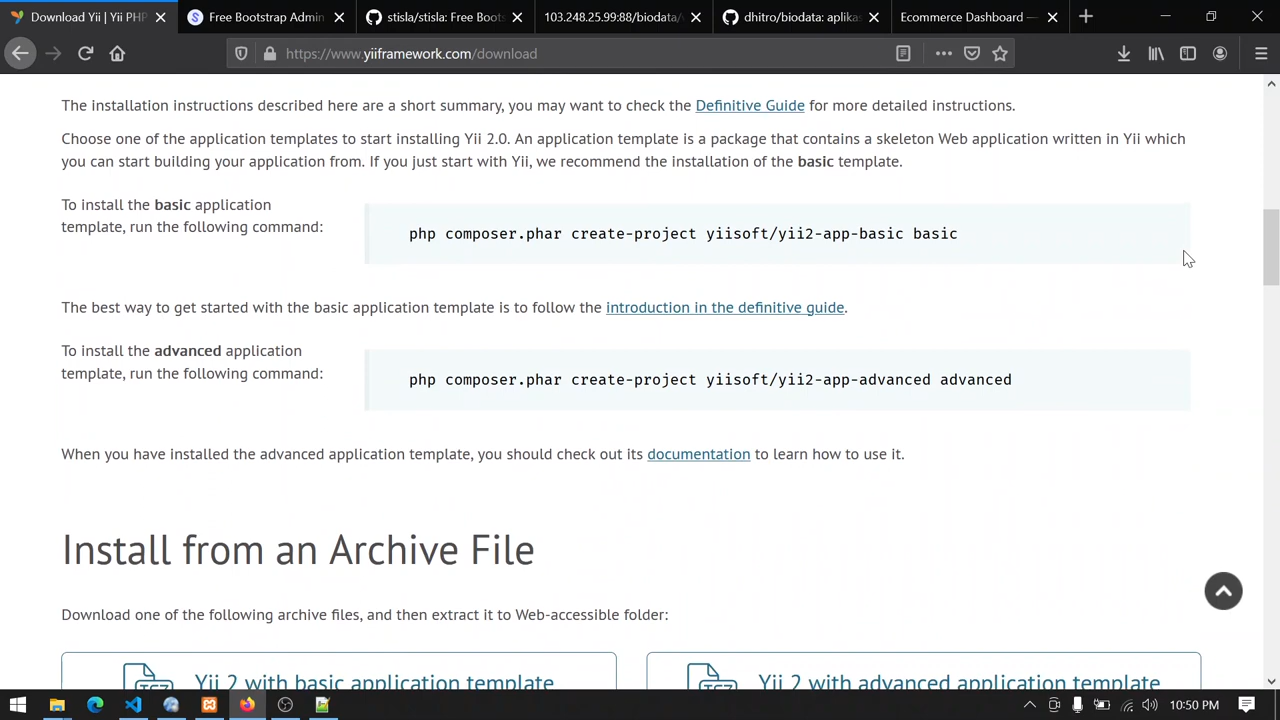 Download Yii | Yii PHP
Free Bootstrap Admin
stisla/stisla: Free Boots
103.248.25.99:88/biodata/
dhitro/biodata: aplikas
Ecommerce Dashboard —
https://www.yiiframework.com/download
The installation instructions described here are a short summary, you may want to check the Definitive Guide for more detailed instructions.
Choose one of the application templates to start installing Yii 2.0. An application template is a package that contains a skeleton Web application written in Yii which
you can start building your application from. If you just start with Yii, we recommend the installation of the basic template.
To install the basic application
template, run the following command:
php composer.phar create-project yiisoft/yii2-app-basic basic
The best way to get started with the basic application template is to follow the introduction in the definitive guide.
To install the advanced application
template, run the following command:
php composer.phar create-project yiisoft/yii2-app-advanced advanced
When you have installed the advanced application template, you should check out its documentation to learn how to use it.
Install from an Archive File
Download one of the following archive files, and then extract it to Web-accessible folder:
Yii 2 with basic application template
Yii 2 with advanced application template
10:50 PM